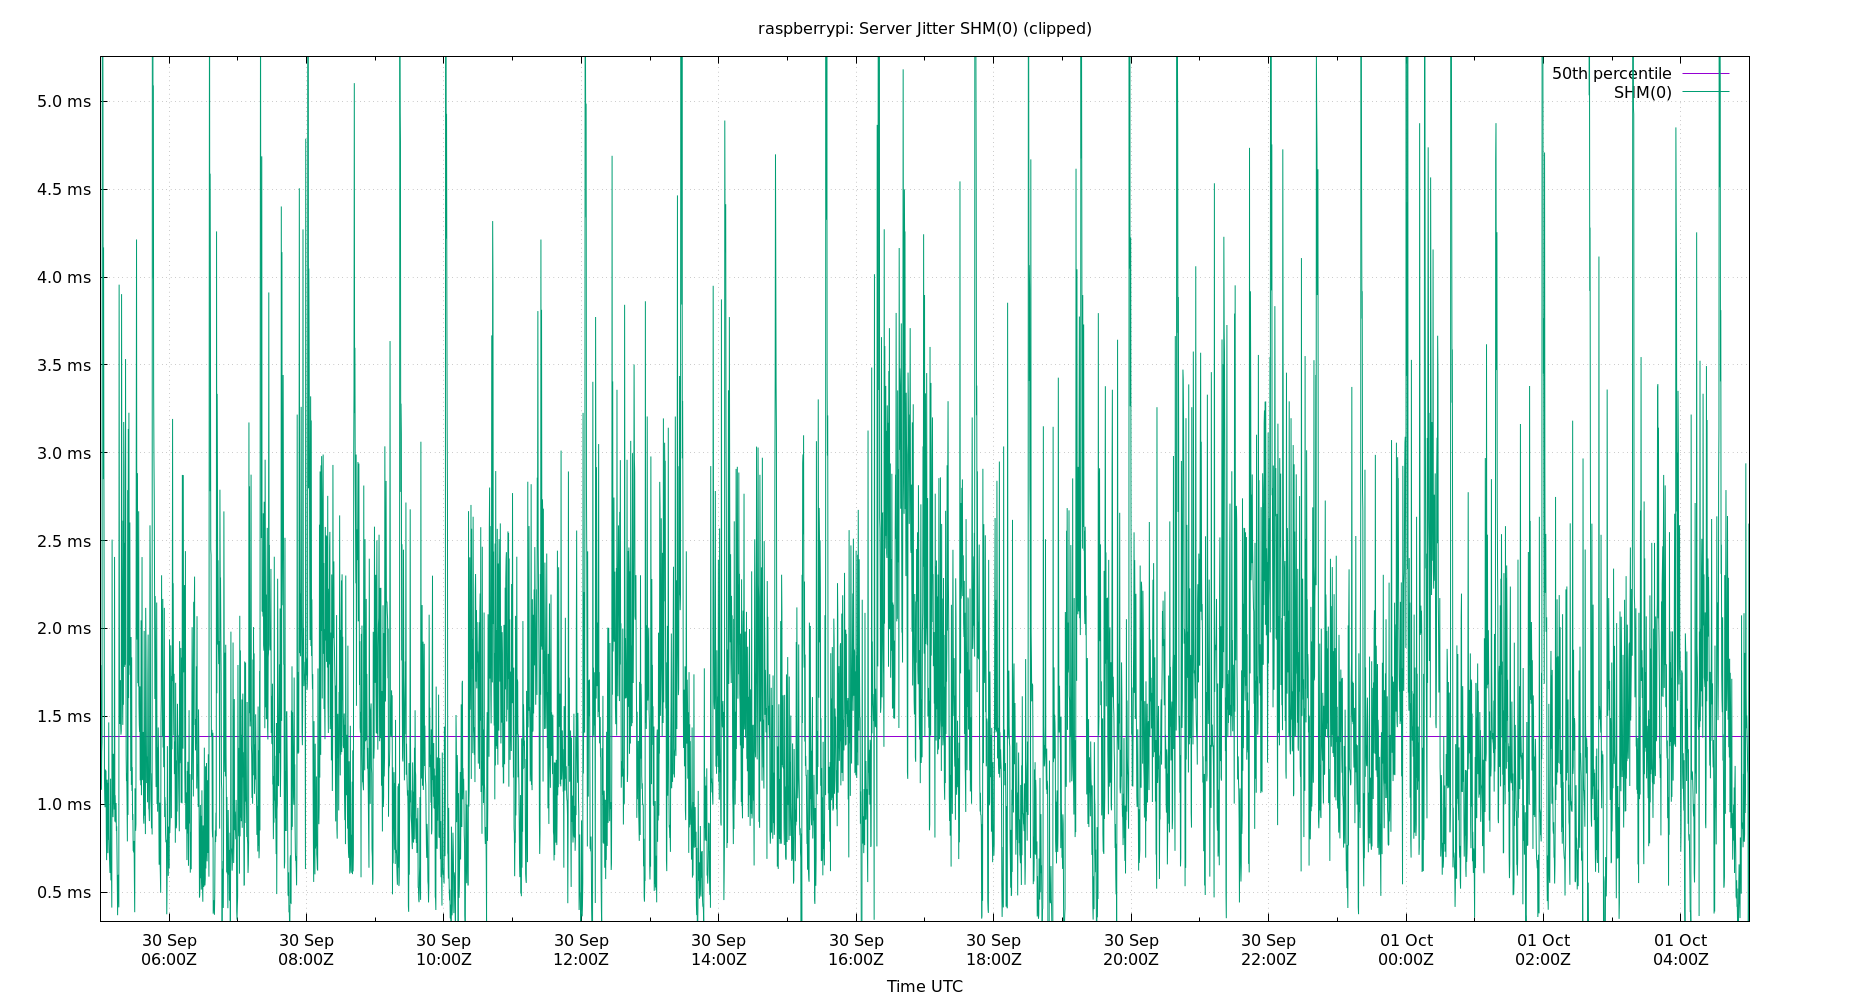 raspberrypi: Server Jitter SHM(0) (clipped)
50th percentile
SHM(0)
5.0 ms
4.5 ms
4.0 ms
3.5 ms
3.0 ms
2.5 ms
2.0 ms
1.5 ms
1.0 ms
0.5 ms
30 Sep 30 Sep 30 Sep 30 Sep 30 Sep 30 Sep 30 Sep 30 Sep 30 Sep 01 Oct 01 Oct 01 Oct
06:00Z 08:00Z 10:00Z 12:00Z 14:00Z 16:00Z 18:00Z 20:00Z 22:00Z 00:00Z 02:00Z 04:00Z
Time UTC